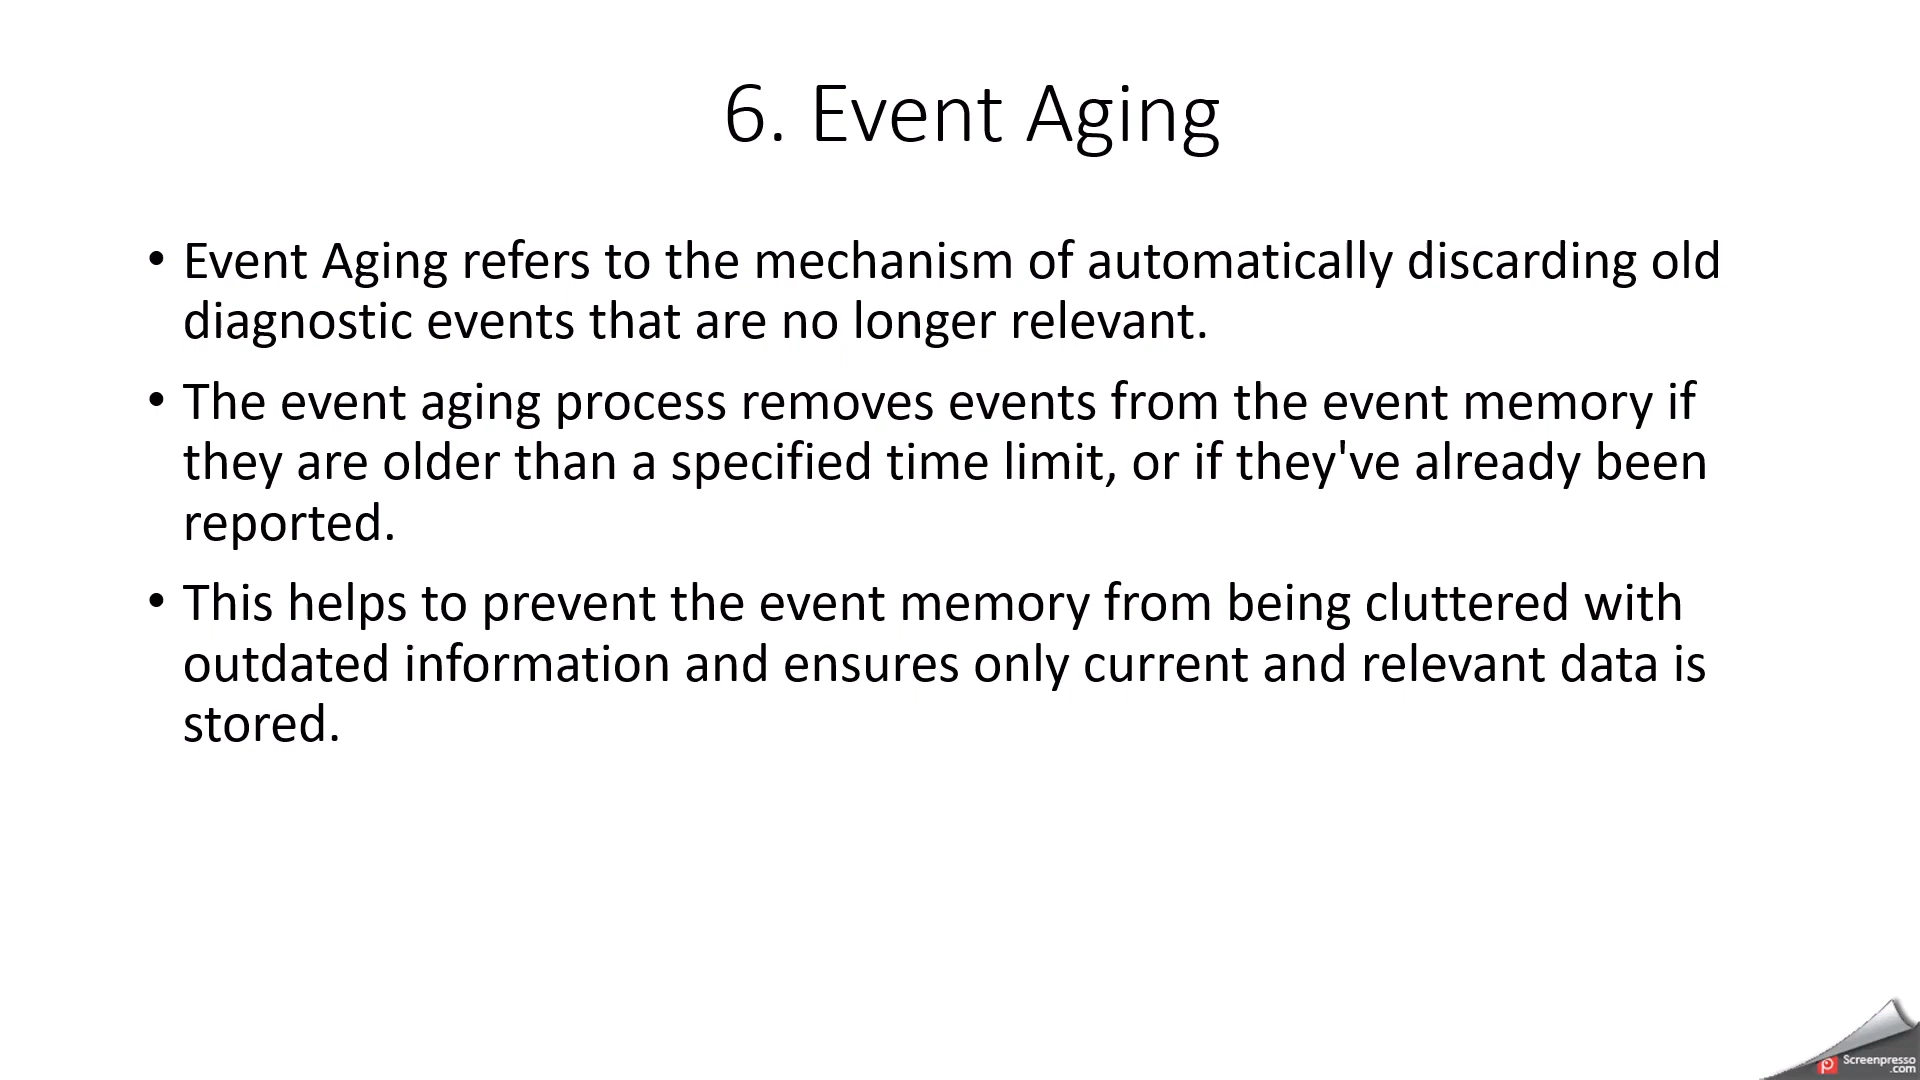 6. Event Aging
• Event Aging refers to the mechanism of automatically discarding old
diagnostic events that are no longer relevant.
• The event aging process removes events from the event memory if
they are older than a specified time limit, or if they've already been
reported.
• This helps to prevent the event memory from being cluttered with
outdated information and ensures only current and relevant data is
stored.
Screenpresso
.com